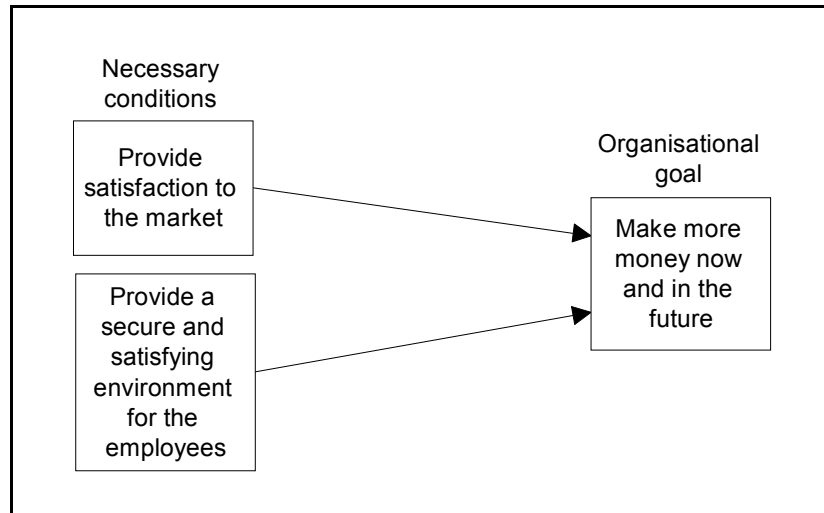 Necessary
conditions
Provide
satisfaction to
the market
Provide a
secure and
satisfying
environment
for the
employees
Organisational
goal
Make more
money now
and in the
future